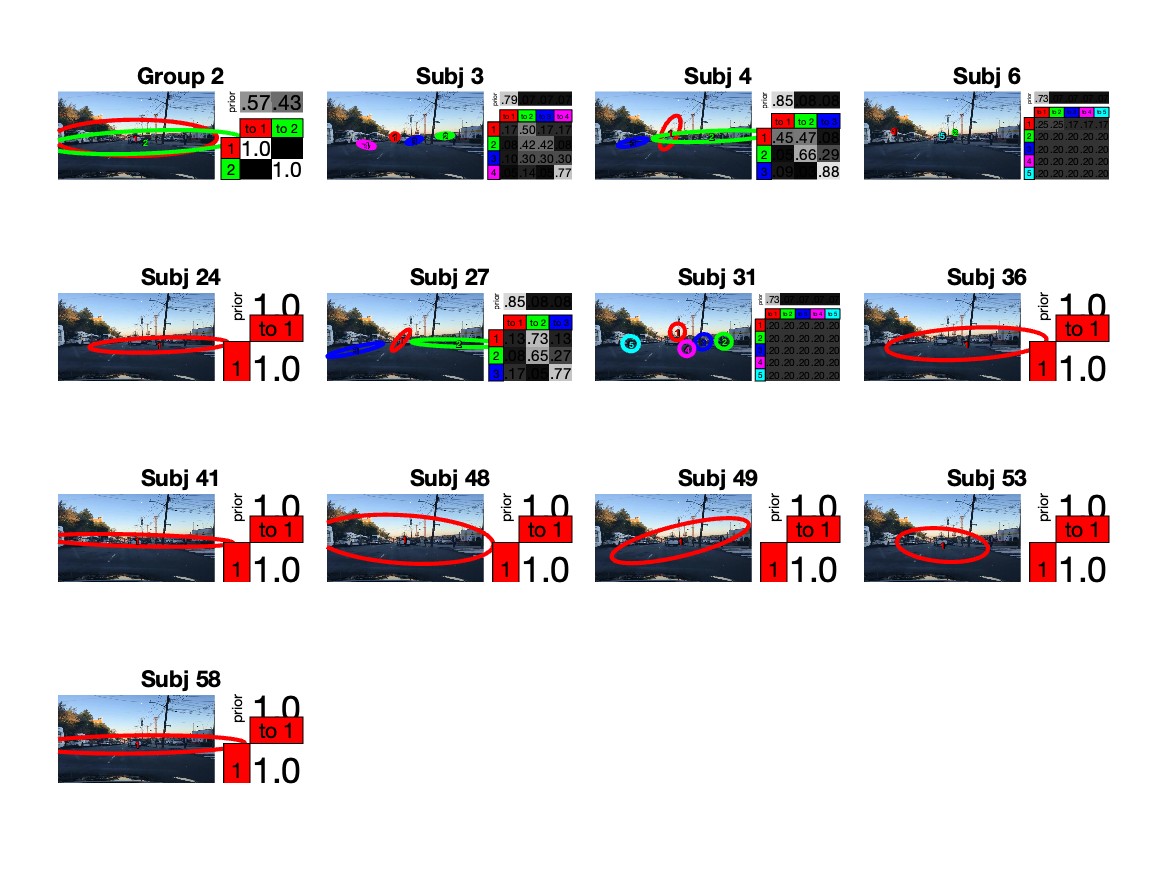 Group 2
Subj 3
Subj 4
Subj 6
prior
.57 .43
to 1 to 2
1 1.0
2 1.0
prior
.79 .07 .07 .07
to 1 to 2 to 3 to 4
1 .17 .50 .17 .17
2 .08 .42 .42 .08
3 .10 .30 .30 .30
4 .14 .77
prior
.85 .08 .08
to 1 to 2 to 3
1 .45 .47 .08
2 .66 .29
3 .09 .88
prior
.73
to 1 to 2 to 3 to 4 to 5
1 .25 .25 .17 .17 .17
2 .20 .20 .20 .20 .20
3 .20 .20 .20 .20 .20
4 .20 .20 .20 .20 .20
5 .20 .20 .20 .20 .20
Subj 24
Subj 27
Subj 31
Subj 36
prior
1.0
to 1
1 1.0
prior
.85 .08 .08
to 1 to 2 to 3
1 .13 .73 .13
2 .08 .65 .27
3 .17 .77
prior
.73 .07 .07 .07 .07
to 1 to 2 to 3 to 4 to 5
1 .20 .20 .20 .20 .20
2 .20 .20 .20 .20 .20
3 .20 .20 .20 .20 .20
4 .20 .20 .20 .20 .20
5 .20 .20 .20 .20 .20
prior
1.0
to 1
1 1.0
Subj 41
Subj 48
Subj 49
Subj 53
prior
1.0
to 1
1 1.0
prior
1.0
to 1
1 1.0
prior
1.0
to 1
1 1.0
prior
1.0
to 1
1 1.0
Subj 58
prior
1.0
to 1
1 1.0